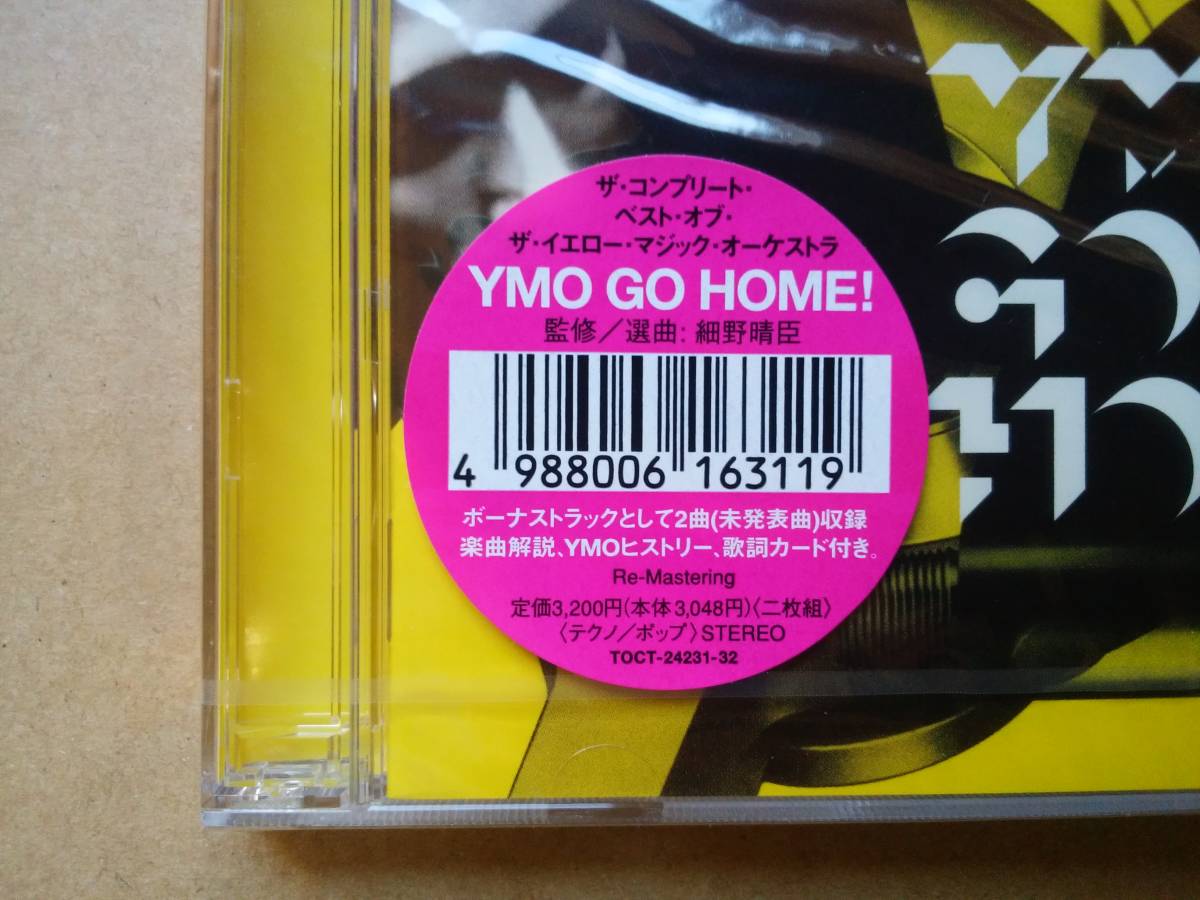 ザ・コンプリート・
ベスト・オブ・
ザ・イエロー・マジック・オーケストラ
YMO GO HOME!
監修／選曲: 細野晴臣
4 988006 163119
ボーナストラックとして2曲(未発表曲)収録
楽曲解説、YMOヒストリー、歌詞カード付き。
Re-Mastering
定価3,200円(本体3,048円)〈二枚組〉
〈テクノ／ポップ〉STEREO
TOCT-24231-32
YM
GO
HO